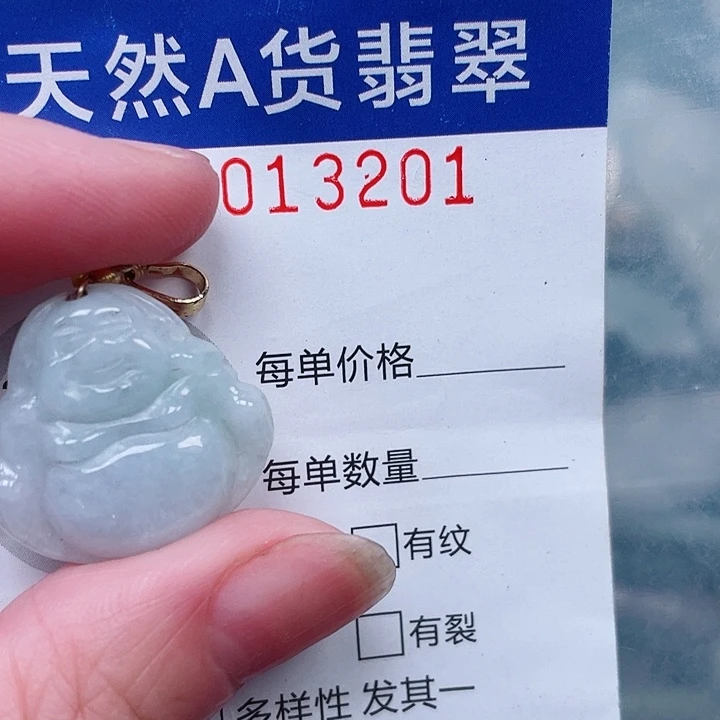 天然A货翡翠
013201
每单价格
每单数量
有纹
有裂
多样性 发其一